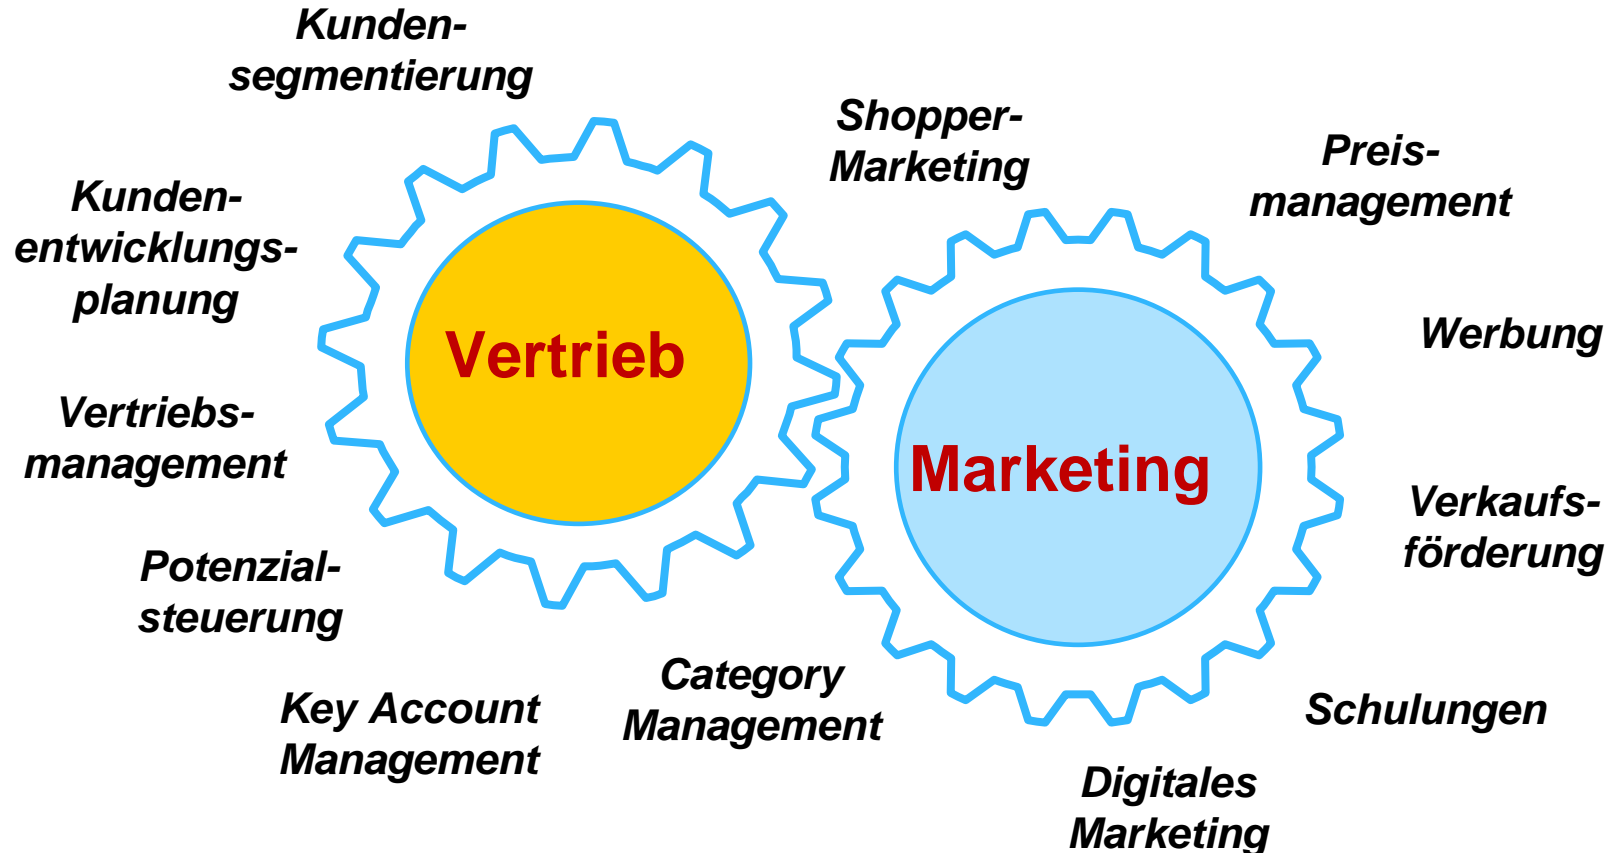 Kunden-
segmentierung
Shopper-
Marketing
Preis-
management
Kunden-
entwicklungs-
planung
Werbung
Vertrieb
Vertriebs-
management
Marketing
Verkaufs-
förderung
Potenzial-
steuerung
Key Account
Management
Category
Management
Schulungen
Digitales
Marketing